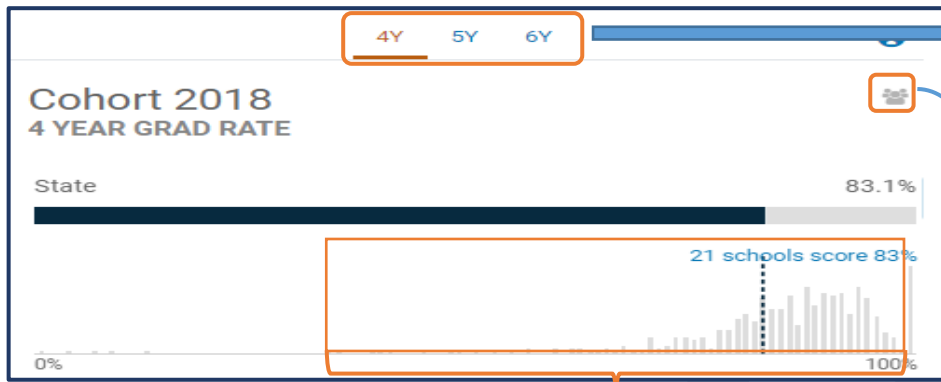 4Y 5Y 6Y
Cohort 2018
4 YEAR GRAD RATE
State 83.1%
21 schools score 83%
0% 100%